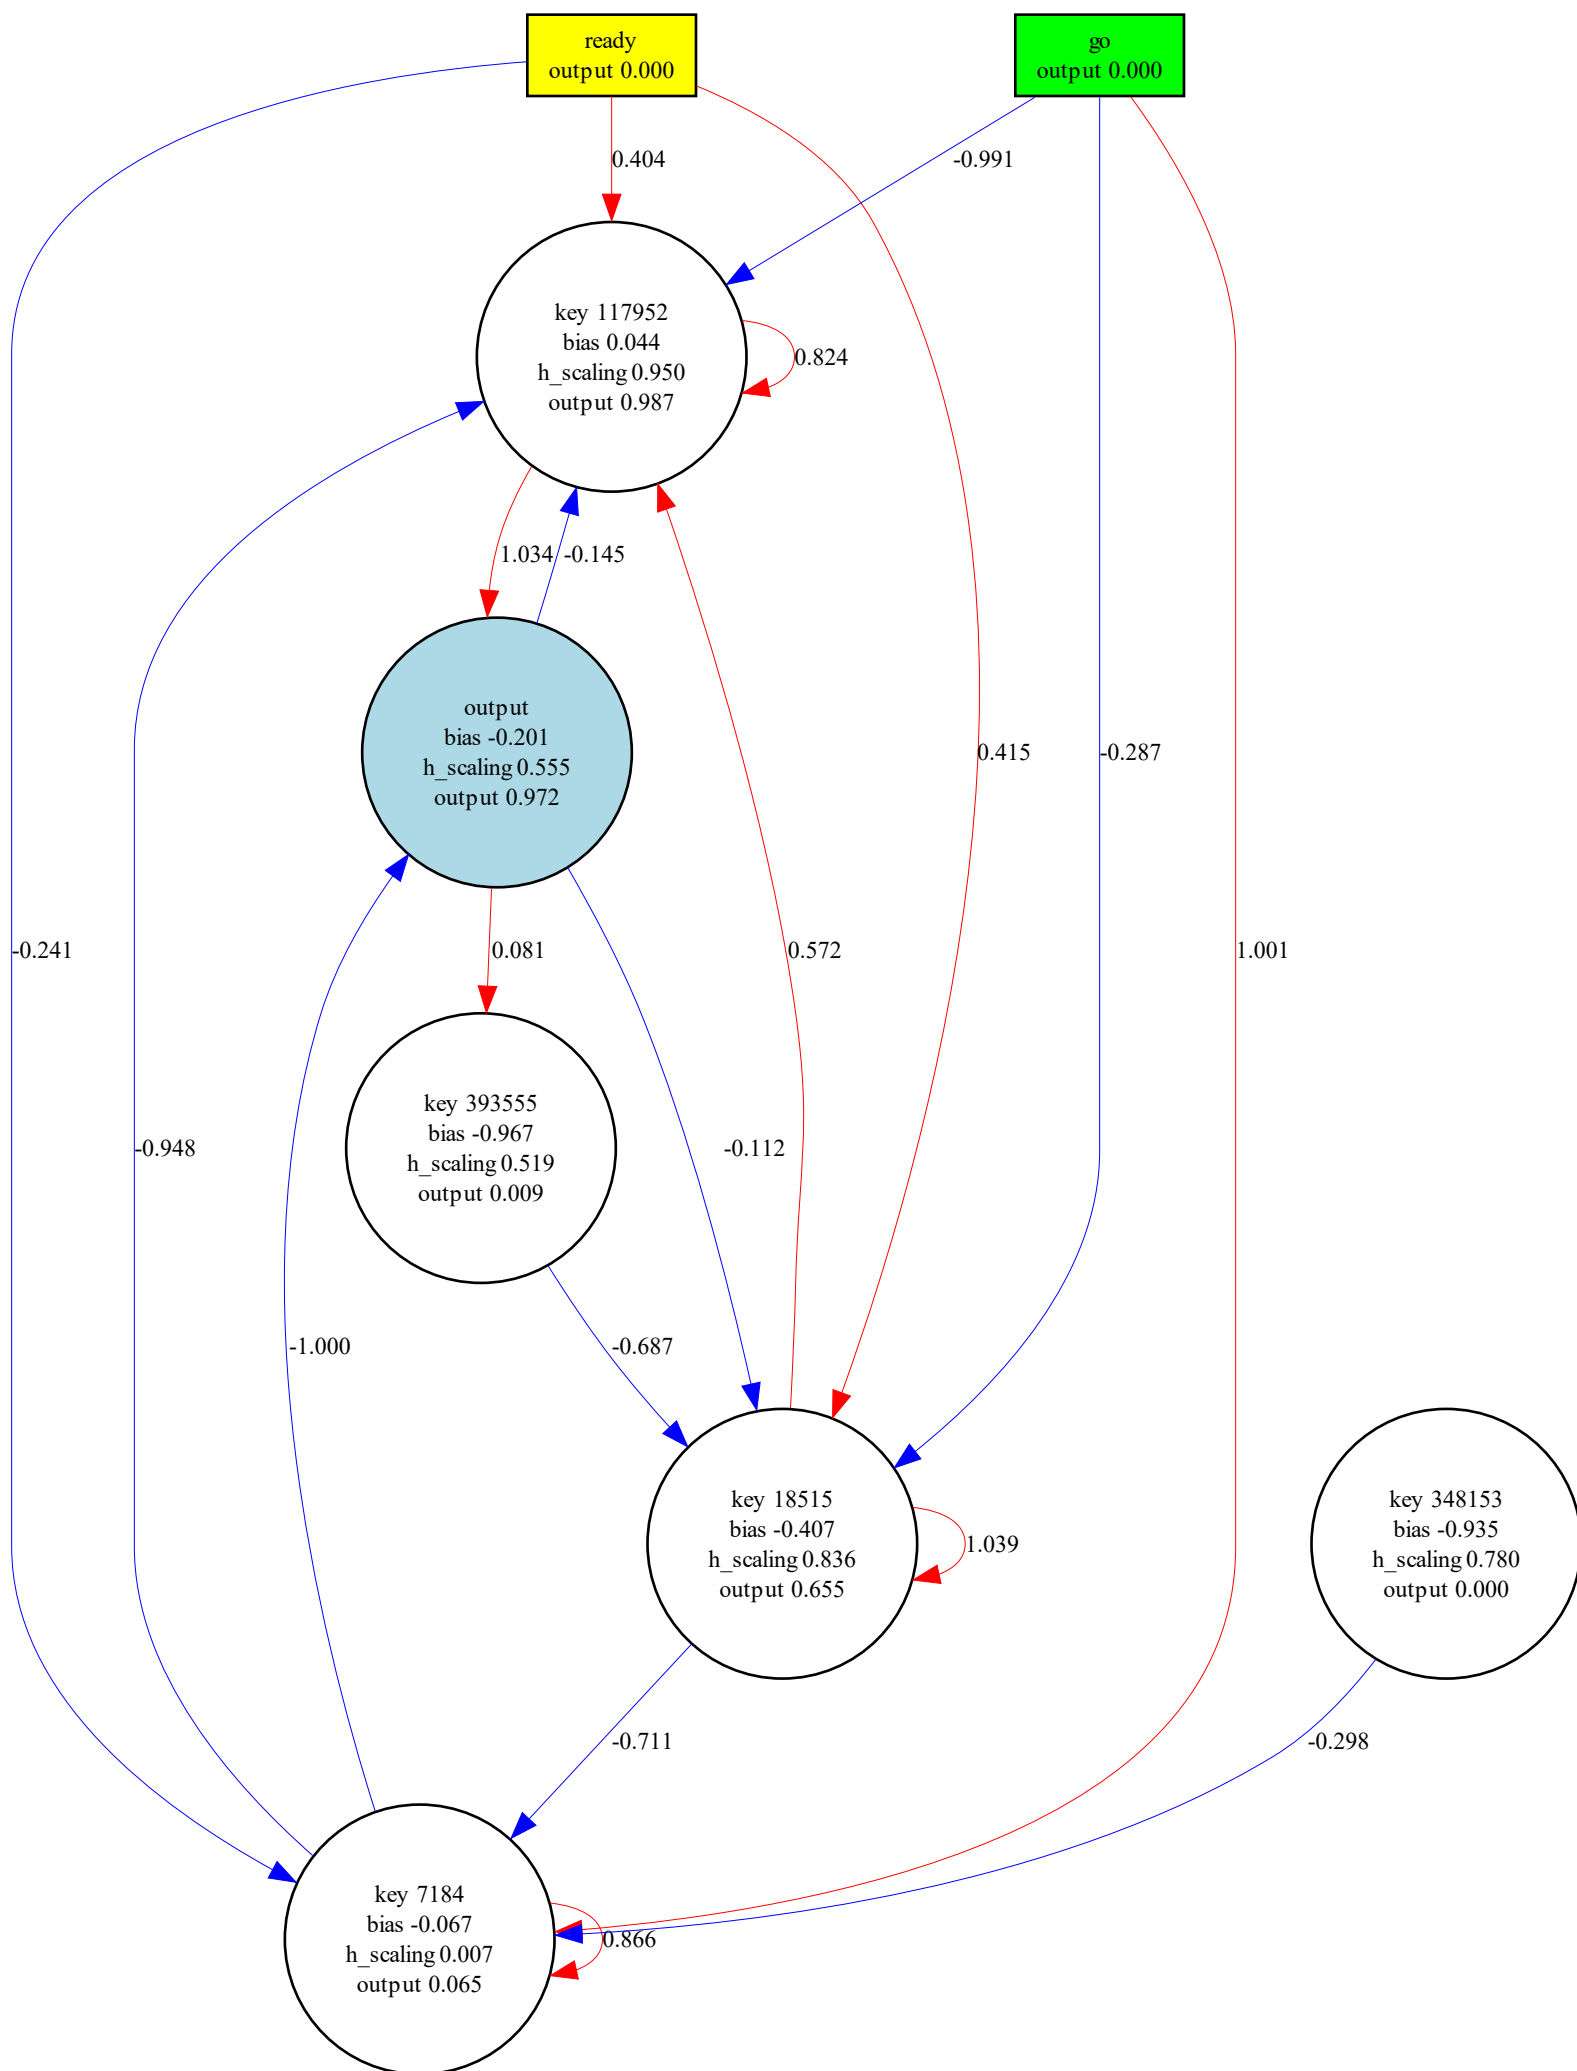 ready
output 0.000
go
output 0.000
0.404
-0.991
key 117952
bias 0.044
h_scaling 0.950
output 0.987
0.824
1.034
-0.145
output
bias -0.201
h_scaling 0.555
output 0.972
0.415
-0.287
-0.241
0.081
0.572
1.001
key 393555
bias -0.967
h_scaling 0.519
output 0.009
-0.948
-0.112
-1.000
-0.687
key 18515
bias -0.407
h_scaling 0.836
output 0.655
1.039
key 348153
bias -0.935
h_scaling 0.780
output 0.000
-0.711
-0.298
key 7184
bias -0.067
h_scaling 0.007
output 0.065
0.866